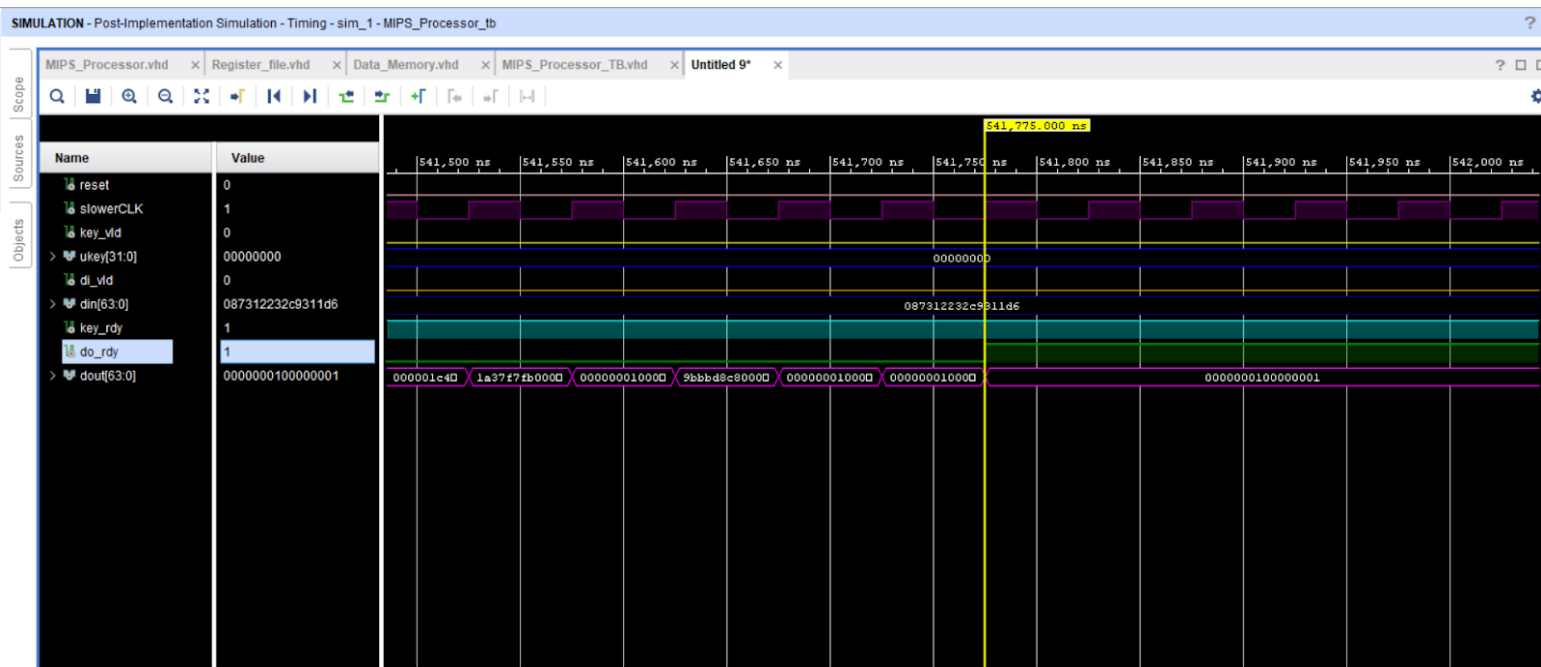 SIMULATION - Post-Implementation Simulation - Timing - sim_1 - MIPS_Processor_tb ?
MIPS_Processor.vhd × Register_file.vhd × Data_Memory.vhd × MIPS_Processor_TB.vhd × Untitled 9* × ?
Scope
Sources
Objects
541,775.000 ns
Name Value
541,500 ns 541,550 ns 541,600 ns 541,650 ns 541,700 ns 541,750 ns 541,800 ns 541,850 ns 541,900 ns 541,950 ns 542,000 ns
reset 0
slowerCLK 1
key_vld 0
ukey[31:0] 00000000 00000000
di_vld 0
din[63:0] 087312232c9311d6 087312232c9311d6
key_rdy 1
do_rdy 1
dout[63:0] 0000000100000001 000001c4 1a37f7fb000 00000001000 9bbbd8c8000 00000001000 00000001000 0000000100000001